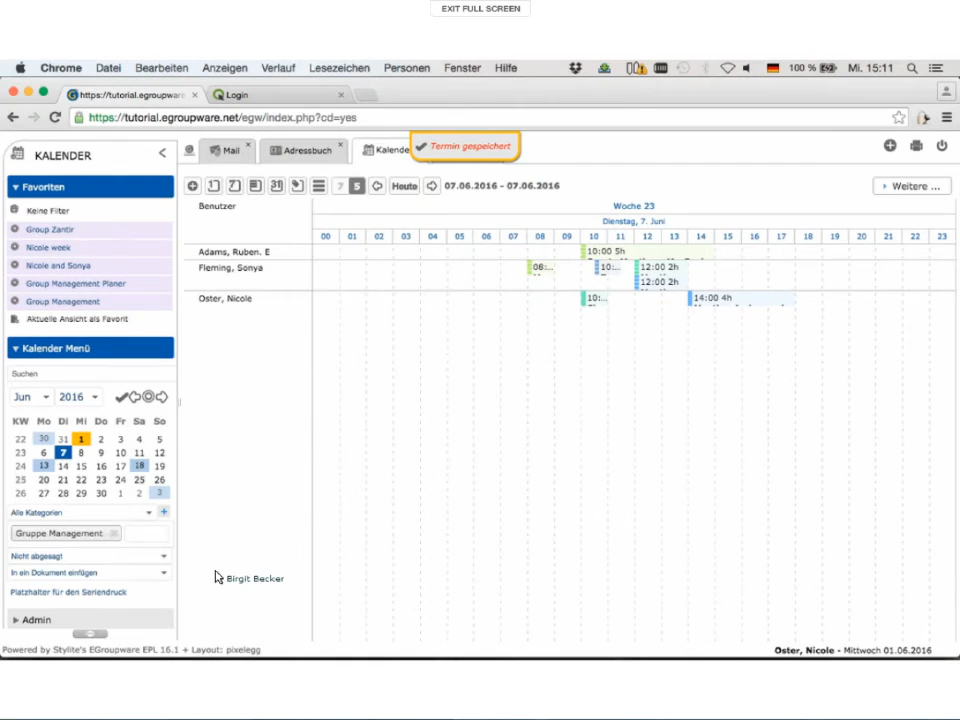 EXIT FULL SCREEN
Chrome Datei Bearbeiten Anzeigen Verlauf Lesezeichen Personen Fenster Hilfe 100 % Mi. 15:11
https://tutorial.egroupware Login
https://tutorial.egroupware.net/egw/index.php?cd=yes
KALENDER Mail Adressbuch Kalende Termin gespeichert
Favoriten 7 5 Heute 07.06.2016 - 07.06.2016 Weitere ...
Keine Filter Benutzer Woche 23
Group Zantir Dienstag, 7. Juni
00 01 02 03 04 05 06 07 08 09 10 11 12 13 14 15 16 17 18 19 20 21 22 23
Nicole week Adams, Ruben. E 10:00 5h
Nicole and Sonya Fleming, Sonya 08:... 10:... 12:00 2h
Group Management Planer 12:00 2h
Group Management Oster, Nicole 10:... 14:00 4h
Aktuelle Ansicht als Favorit
Kalender Menü
Suchen
Jun 2016
KW Mo Di Mi Do Fr Sa So
22 30 31 1 2 3 4 5
23 6 7 8 9 10 11 12
24 13 14 15 16 17 18 19
25 20 21 22 23 24 25 26
26 27 28 29 30 1 2 3
Alle Kategorien
Gruppe Management
Nicht abgesagt
In ein Dokument einfügen
Birgit Becker
Platzhalter für den Seriendruck
Admin
Powered by Stylite's EGroupware EPL 16.1 + Layout: pixelegg Oster, Nicole - Mittwoch 01.06.2016